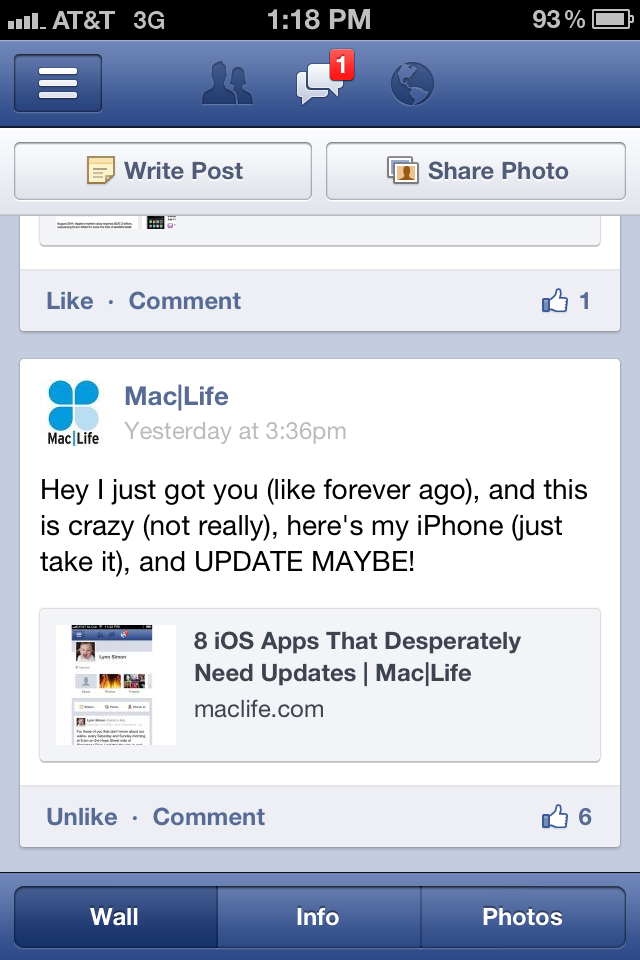 AT&T 3G 1:18 PM 93%
1
Write Post Share Photo
Like · Comment 1
Mac|Life
Mac|Life
Yesterday at 3:36pm
Hey I just got you (like forever ago), and this
is crazy (not really), here's my iPhone (just
take it), and UPDATE MAYBE!
8 iOS Apps That Desperately
Need Updates | Mac|Life
maclife.com
Lynn Simon
Unlike · Comment 6
Wall Info Photos